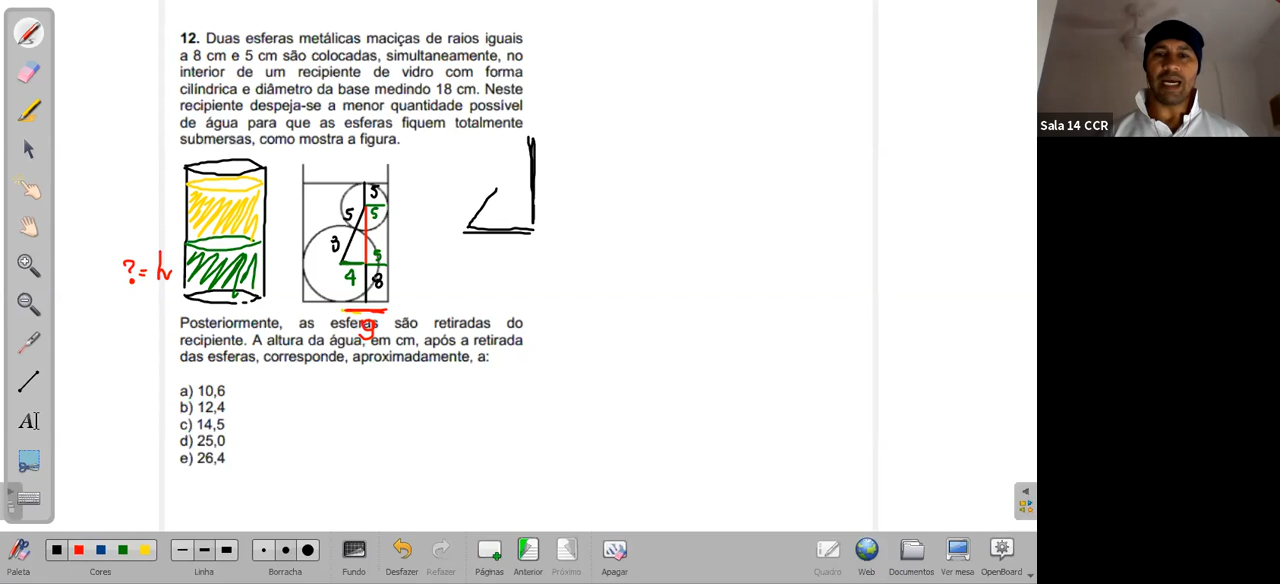 12. Duas esferas metálicas maciças de raios iguais
a 8 cm e 5 cm são colocadas, simultaneamente, no
interior de um recipiente de vidro com forma
cilíndrica e diâmetro da base medindo 18 cm. Neste
recipiente despeja-se a menor quantidade possível
de água para que as esferas fiquem totalmente
submersas, como mostra a figura.
5
5
5
8
5
4
8
? = h
9
Posteriormente, as esferas são retiradas do
recipiente. A altura da água, em cm, após a retirada
das esferas, corresponde, aproximadamente, a:
a) 10,6
b) 12,4
c) 14,5
d) 25,0
e) 26,4
Sala 14 CCR
Paleta
Cores
Linha
Borracha
Fundo
Desfazer
Refazer
Páginas
Anterior
Próximo
Apagar
Quadro
Web
Documentos
Ver mesa
OpenBoard